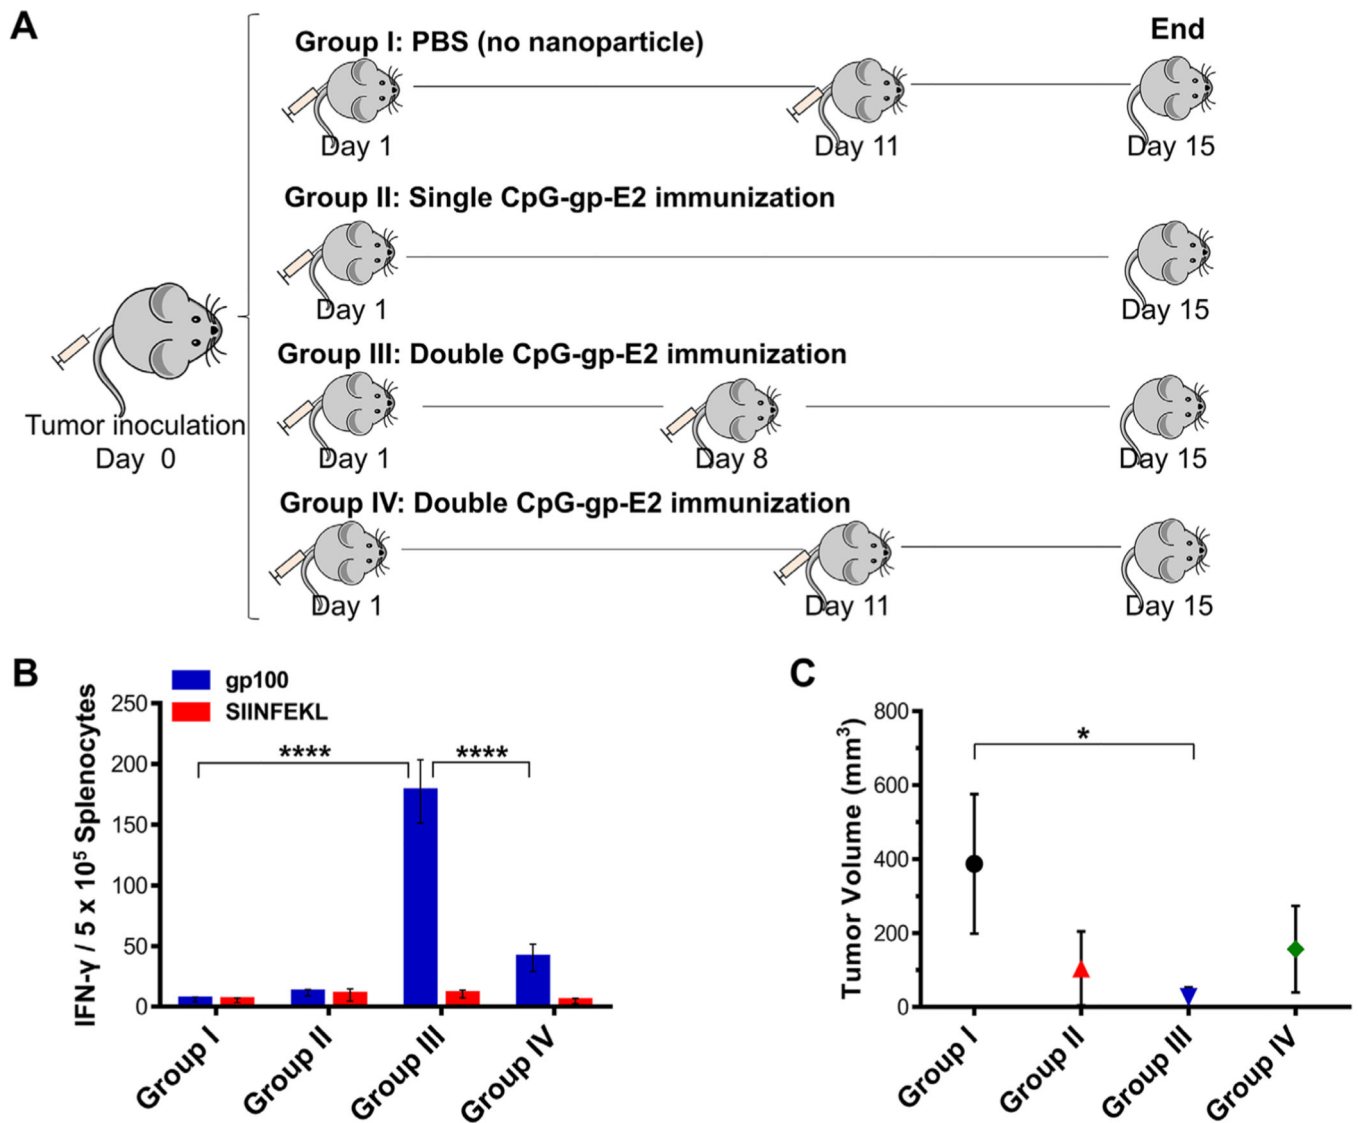 A
Group I: PBS (no nanoparticle)
End
Day 1
Day 11
Day 15
Group II: Single CpG-gp-E2 immunization
Day 1
Day 15
Group III: Double CpG-gp-E2 immunization
Tumor inoculation
Day 0
Day 1
Day 8
Day 15
Group IV: Double CpG-gp-E2 immunization
Day 1
Day 11
Day 15
B
gp100
SIINFEKL
IFN-γ / 5 x 10⁵ Splenocytes
250
200
150
100
50
0
****
****
Group I
Group II
Group III
Group IV
C
Tumor Volume (mm³)
800
600
400
200
0
*
Group I
Group II
Group III
Group IV